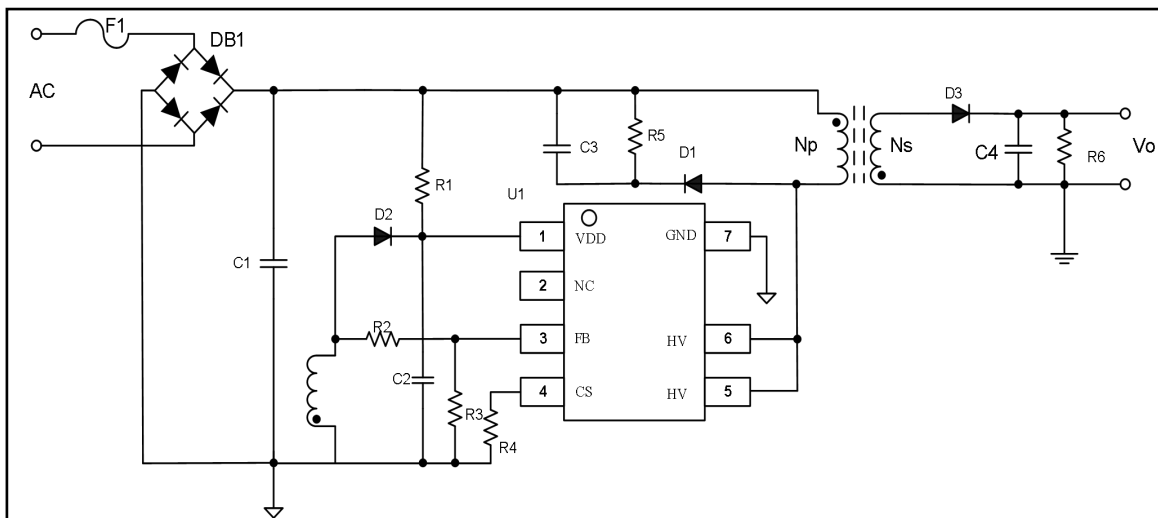 F1
DB1
AC
D3
R5
C3
D1
Np
Ns
C4
R6
Vo
R1
U1
D2
1
VDD
GND
7
C1
2
NC
R2
3
FB
HV
6
C2
4
CS
HV
5
R3
R4